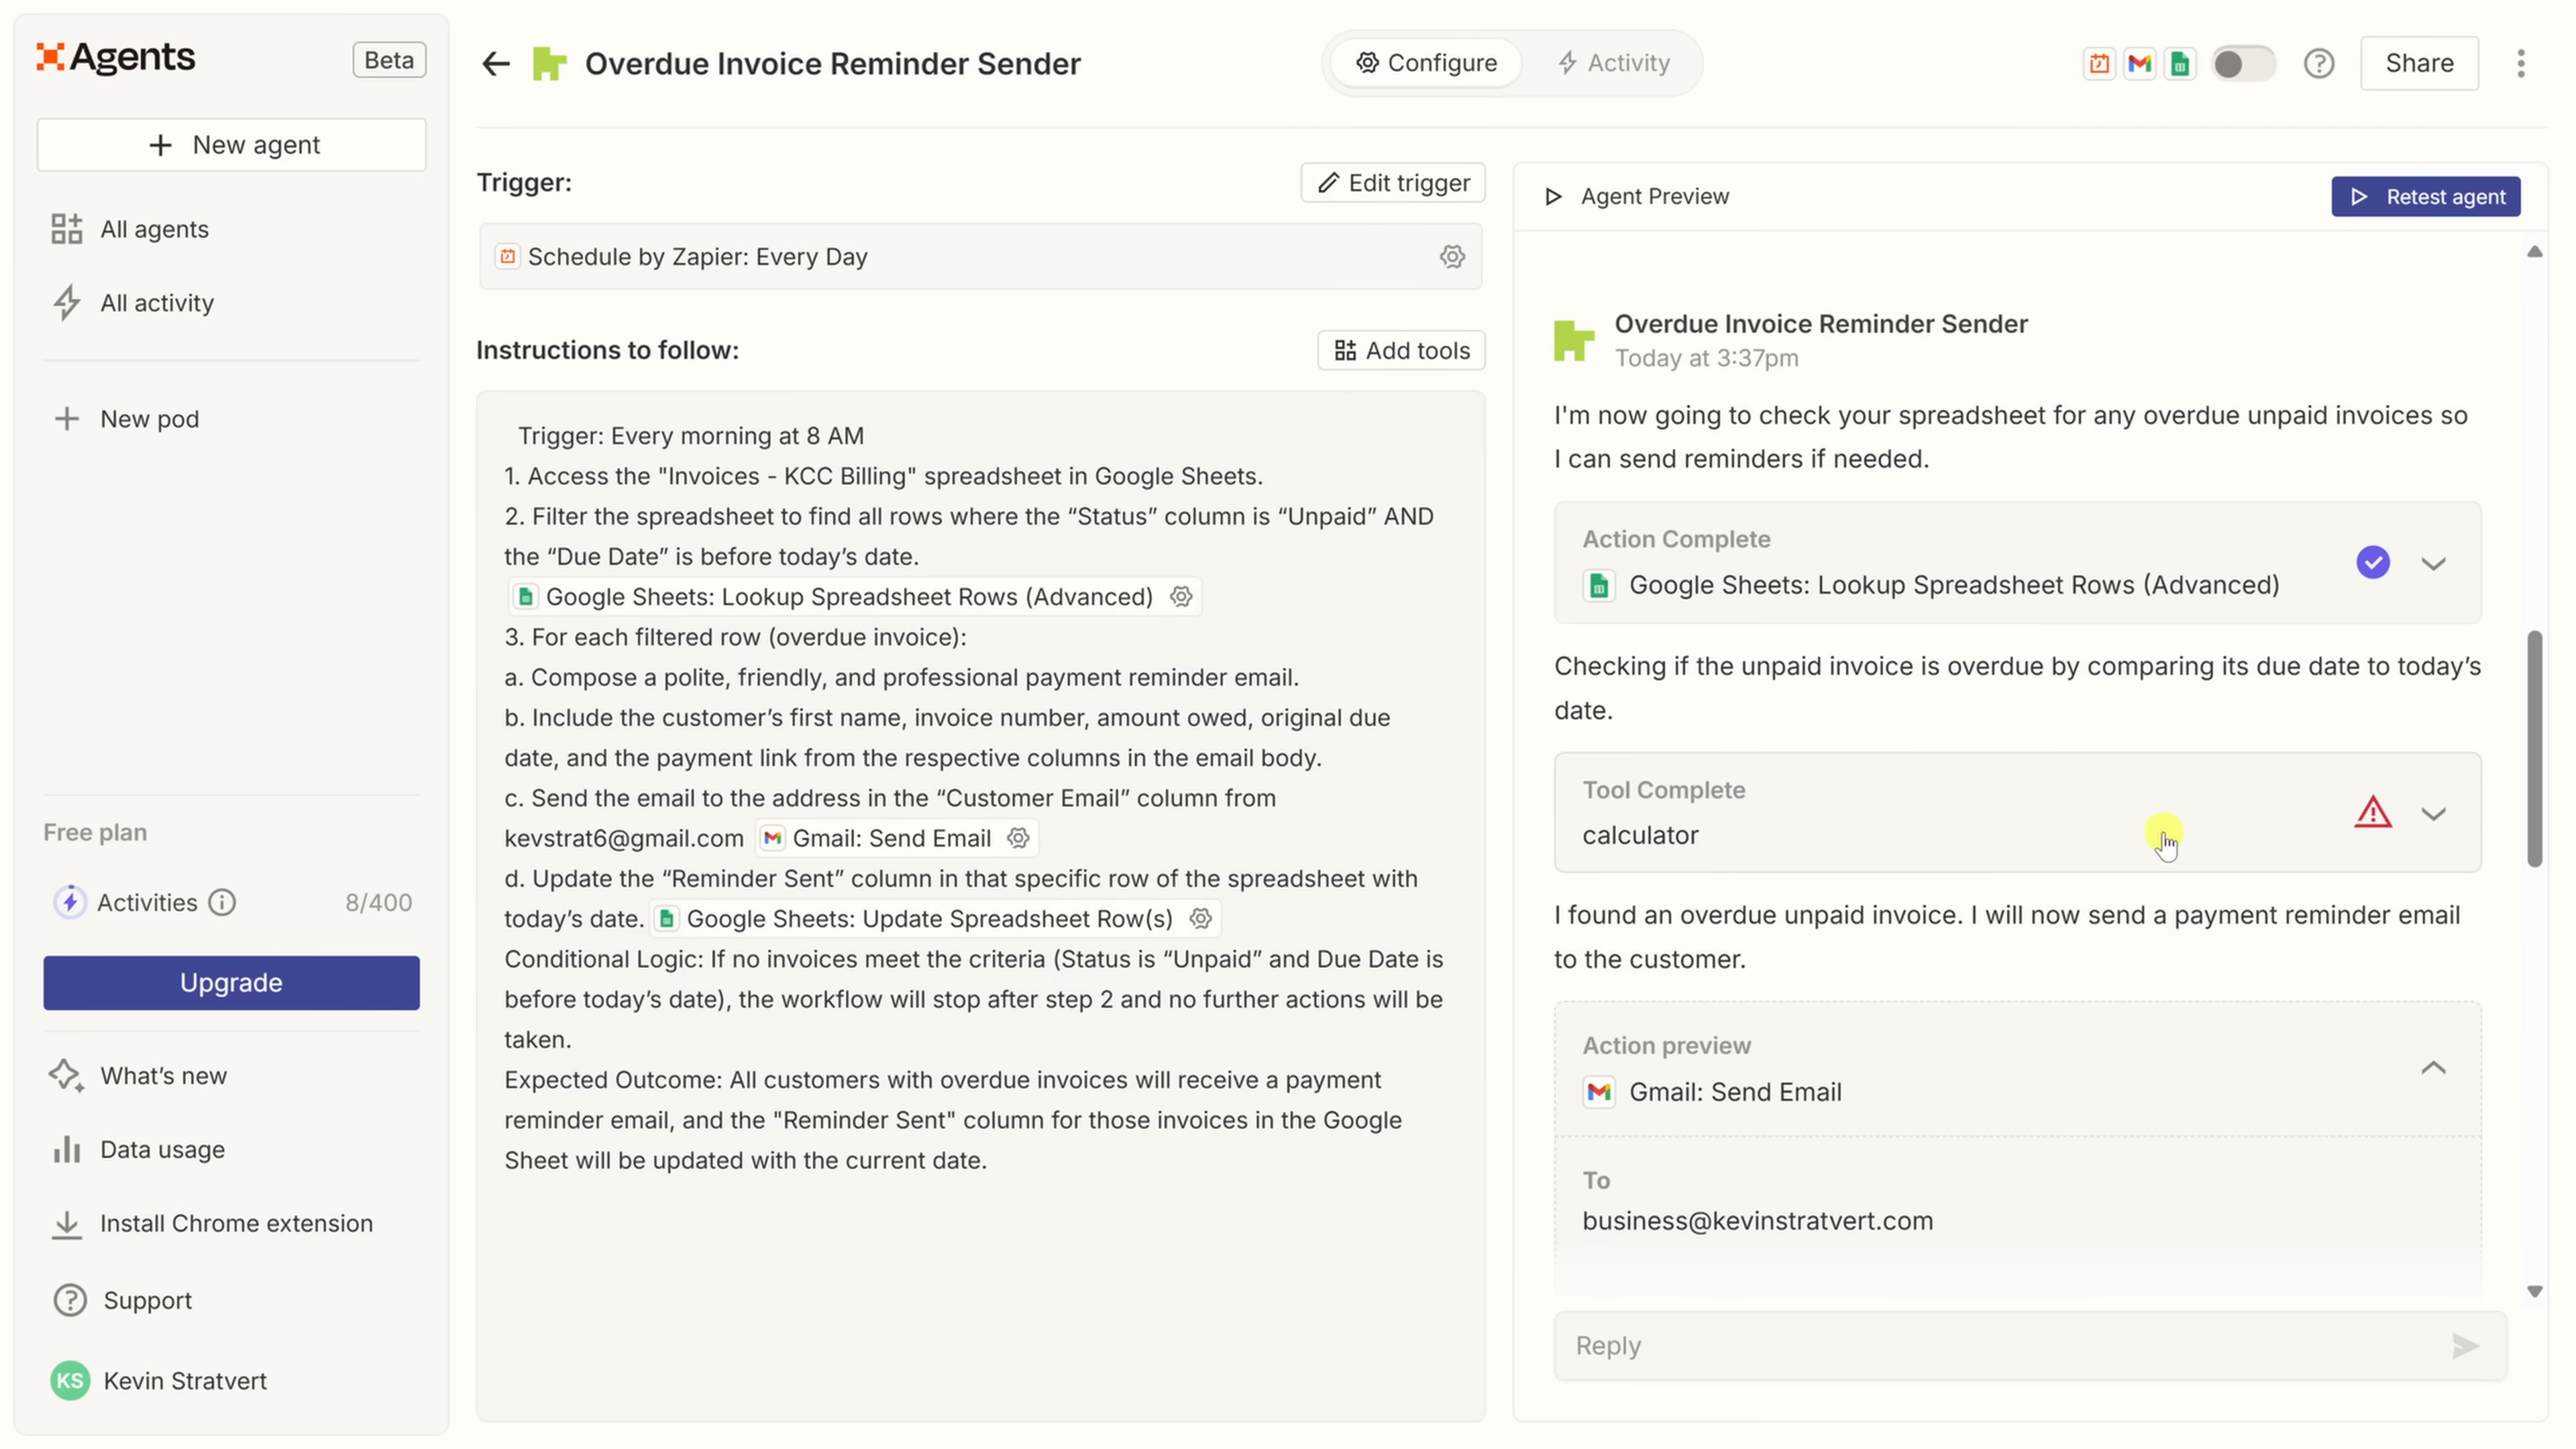 Agents
Beta
New agent
All agents
All activity
New pod
Free plan
Activities
8/400
Upgrade
What's new
Data usage
Install Chrome extension
Support
KS
Kevin Stratvert
Overdue Invoice Reminder Sender
Configure
Activity
Share
Trigger:
Edit trigger
Schedule by Zapier: Every Day
Instructions to follow:
Add tools
Trigger: Every morning at 8 AM
1. Access the "Invoices - KCC Billing" spreadsheet in Google Sheets.
2. Filter the spreadsheet to find all rows where the “Status” column is “Unpaid” AND
the “Due Date” is before today’s date.
Google Sheets: Lookup Spreadsheet Rows (Advanced)
3. For each filtered row (overdue invoice):
a. Compose a polite, friendly, and professional payment reminder email.
b. Include the customer’s first name, invoice number, amount owed, original due
date, and the payment link from the respective columns in the email body.
c. Send the email to the address in the “Customer Email” column from
kevstrat6@gmail.com Gmail: Send Email
d. Update the “Reminder Sent” column in that specific row of the spreadsheet with
today’s date. Google Sheets: Update Spreadsheet Row(s)
Conditional Logic: If no invoices meet the criteria (Status is “Unpaid” and Due Date is
before today’s date), the workflow will stop after step 2 and no further actions will be
taken.
Expected Outcome: All customers with overdue invoices will receive a payment
reminder email, and the "Reminder Sent" column for those invoices in the Google
Sheet will be updated with the current date.
Agent Preview
Retest agent
Overdue Invoice Reminder Sender
Today at 3:37pm
I'm now going to check your spreadsheet for any overdue unpaid invoices so
I can send reminders if needed.
Action Complete
Google Sheets: Lookup Spreadsheet Rows (Advanced)
Checking if the unpaid invoice is overdue by comparing its due date to today’s
date.
Tool Complete
calculator
I found an overdue unpaid invoice. I will now send a payment reminder email
to the customer.
Action preview
Gmail: Send Email
To
business@kevinstratvert.com
Reply